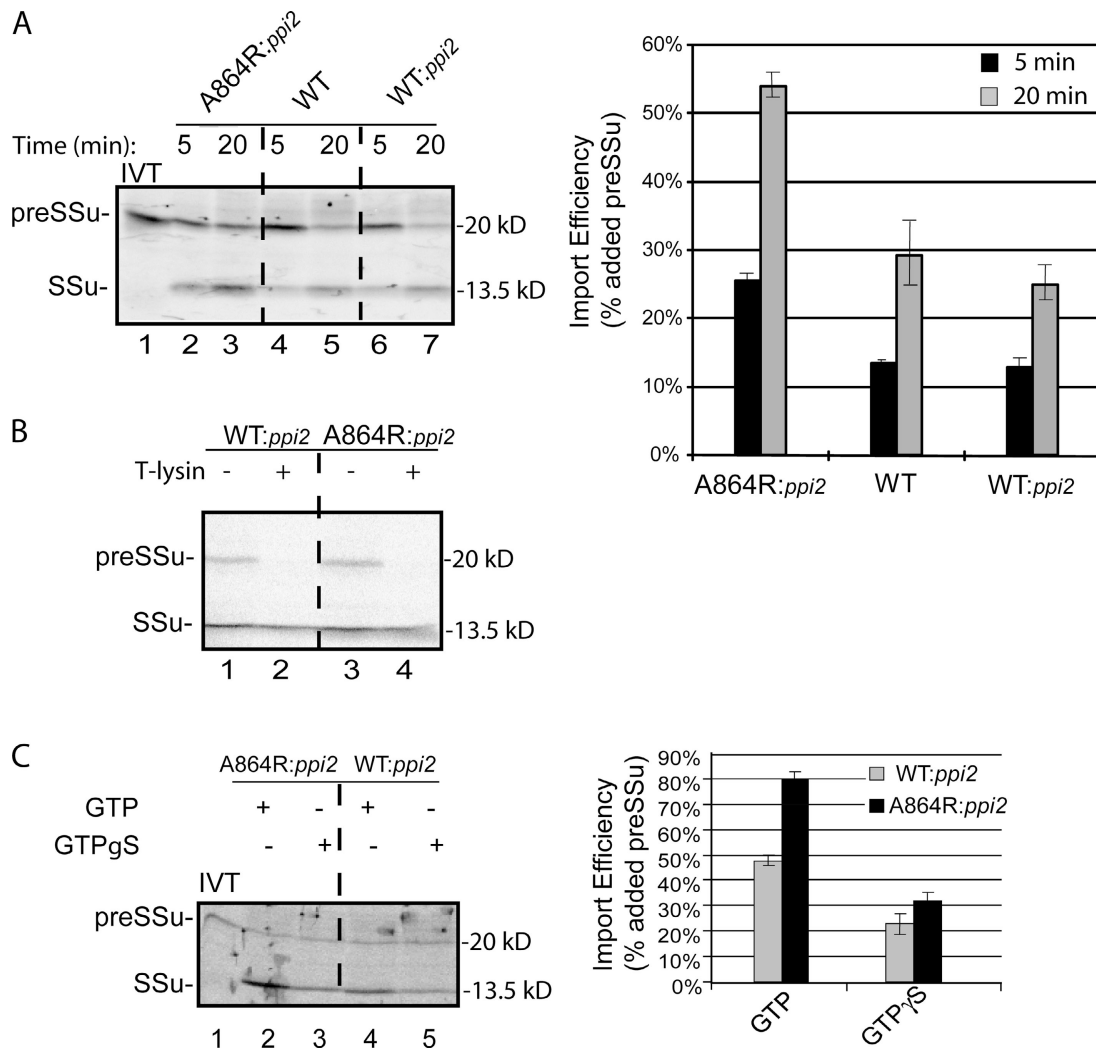 A
A864R:ppi2 WT WT:ppi2
Time (min): 5 20 5 20 5 20
IVT
preSSu- -20 kD
SSu- -13.5 kD
1 2 3 4 5 6 7
Import Efficiency
(% added preSSu)
60%
50%
40%
30%
20%
10%
0%
5 min
20 min
A864R:ppi2 WT WT:ppi2
B
WT:ppi2 A864R:ppi2
T-lysin - + - +
preSSu- -20 kD
SSu- -13.5 kD
1 2 3 4
C
A864R:ppi2 WT:ppi2
GTP + - + -
GTPgS - + - +
IVT
preSSu- -20 kD
SSu- -13.5 kD
1 2 3 4 5
Import Efficiency
(% added preSSu)
90%
80%
70%
60%
50%
40%
30%
20%
10%
0%
WT:ppi2
A864R:ppi2
GTP GTPγS